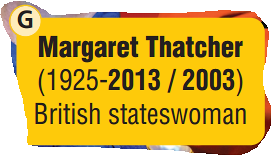 G
Margaret Thatcher
(1925-2013 / 2003)
British stateswoman